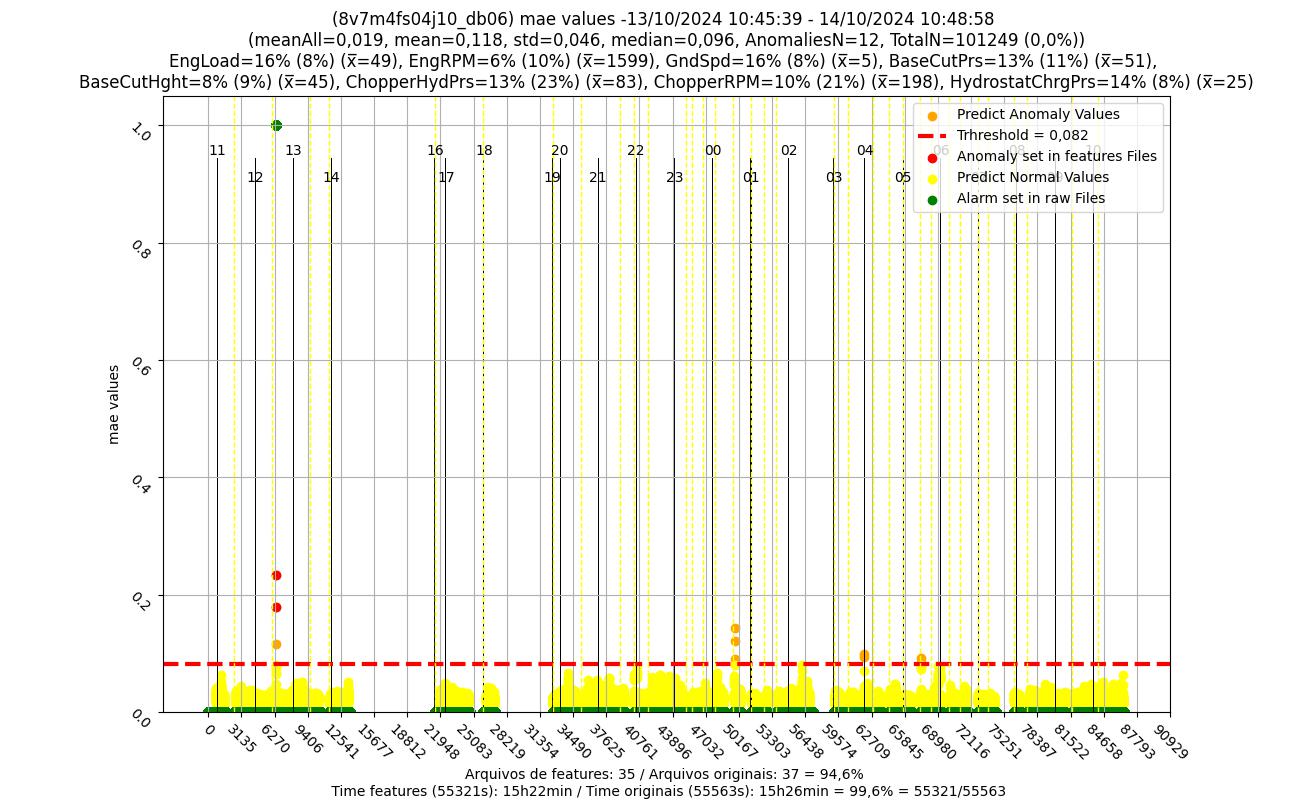 (8v7m4fs04j10_db06) mae values -13/10/2024 10:45:39 - 14/10/2024 10:48:58
(meanAll=0,019, mean=0,118, std=0,046, median=0,096, AnomaliesN=12, TotalN=101249 (0,0%))
EngLoad=16% (8%) (x̅=49), EngRPM=6% (10%) (x̅=1599), GndSpd=16% (8%) (x̅=5), BaseCutPrs=13% (11%) (x̅=51),
BaseCutHght=8% (9%) (x̅=45), ChopperHydPrs=13% (23%) (x̅=83), ChopperRPM=10% (21%) (x̅=198), HydrostatChrgPrs=14% (8%) (x̅=25)
Predict Anomaly Values
Trhreshold = 0,082
Anomaly set in features Files
Predict Normal Values
Alarm set in raw Files
11 13 16 18 20 22 00 02 04 06 08 10
12 14 17 19 21 23 01 03 05
mae values
1.0
0.8
0.6
0.4
0.2
0.0
0 3135 6270 9406 12541 15677 18812 21948 25083 28219 31354 34490 37625 40761 43896 47032 50167 53303 56438 59574 62709 65845 68980 72116 75251 78387 81522 84658 87793 90929
Arquivos de features: 35 / Arquivos originais: 37 = 94,6%
Time features (55321s): 15h22min / Time originais (55563s): 15h26min = 99,6% = 55321/55563